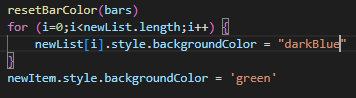 resetBarColor(bars)
for (i=0;i<newList.length;i++) {
    newList[i].style.backgroundColor = "darkBlue"
}
newItem.style.backgroundColor = 'green'